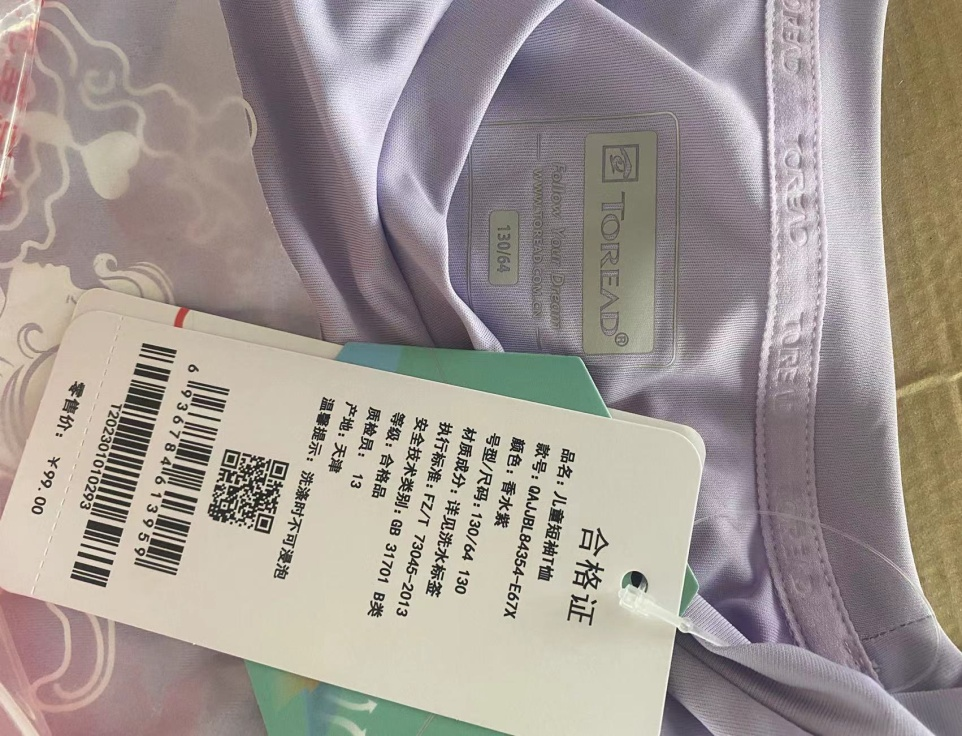 TOREAD®
Follow Your Dream
WWW.TOREAD.COM.CN
130/64
TOREAD
TOREAD
合格证
品名：儿童短袖T恤
款号：QAJJBL84354-E67X
颜色：香水紫
号型/尺码：130/64 130
材质成分：详见洗水标签
执行标准：FZ/T 73045-2013
安全技术类别：GB 31701 B类
等级：合格品
质检员： 13
产地：天津
温馨提示： 洗涤时不可浸泡
6 936784 613959
T202301010293
零售价： ￥99.00